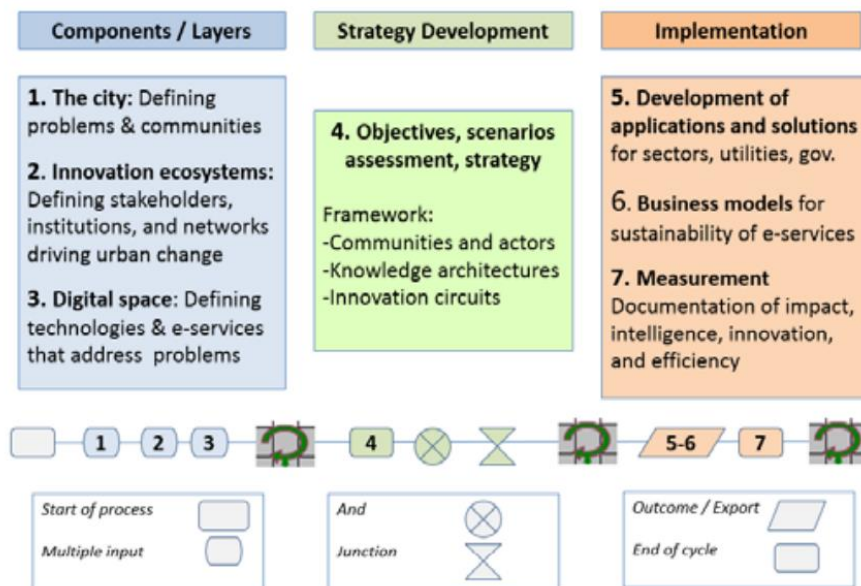 Components / Layers
Strategy Development
Implementation
1. The city: Defining
problems & communities
2. Innovation ecosystems:
Defining stakeholders,
institutions, and networks
driving urban change
3. Digital space: Defining
technologies & e-services
that address problems
4. Objectives, scenarios
assessment, strategy
Framework:
-Communities and actors
-Knowledge architectures
-Innovation circuits
5. Development of
applications and solutions
for sectors, utilities, gov.
6. Business models for
sustainability of e-services
7. Measurement
Documentation of impact,
intelligence, innovation,
and efficiency
1
2
3
4
5-6
7
Start of process
Multiple input
And
Junction
Outcome / Export
End of cycle